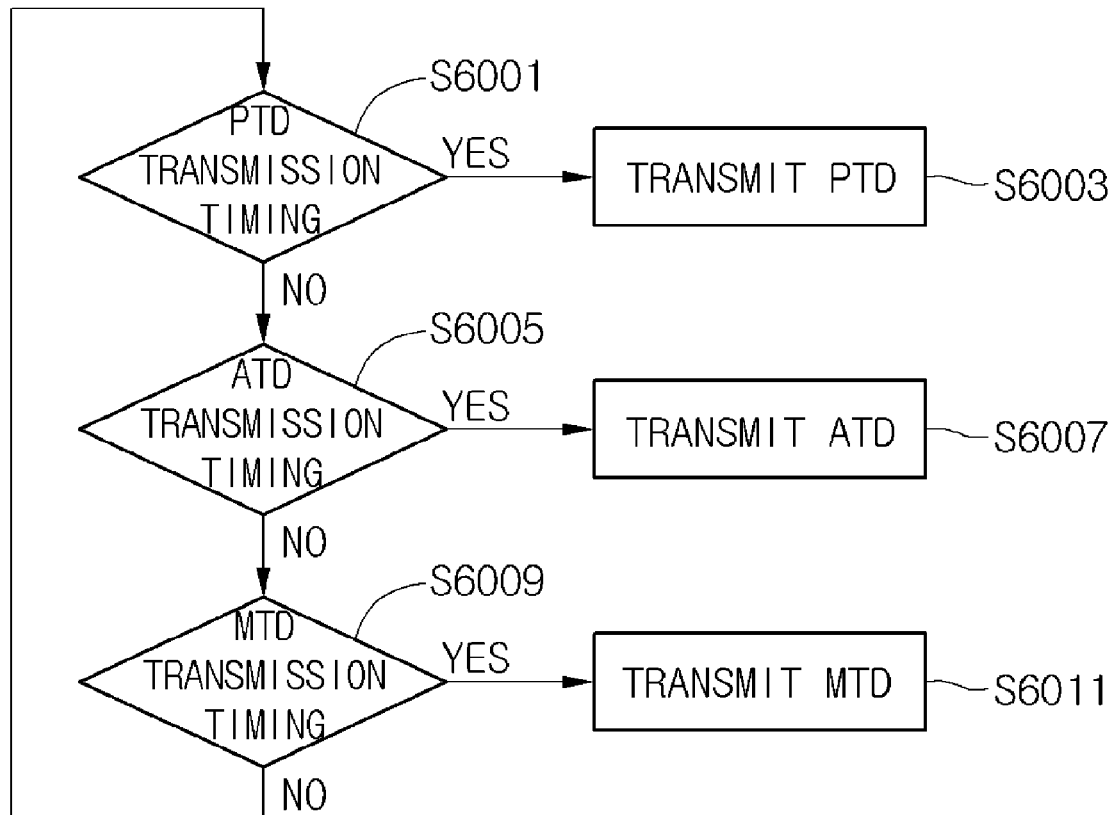 S6001
PTD
TRANSMISSION
TIMING
YES
TRANSMIT PTD
S6003
NO
S6005
ATD
TRANSMISSION
TIMING
YES
TRANSMIT ATD
S6007
NO
S6009
MTD
TRANSMISSION
TIMING
YES
TRANSMIT MTD
S6011
NO